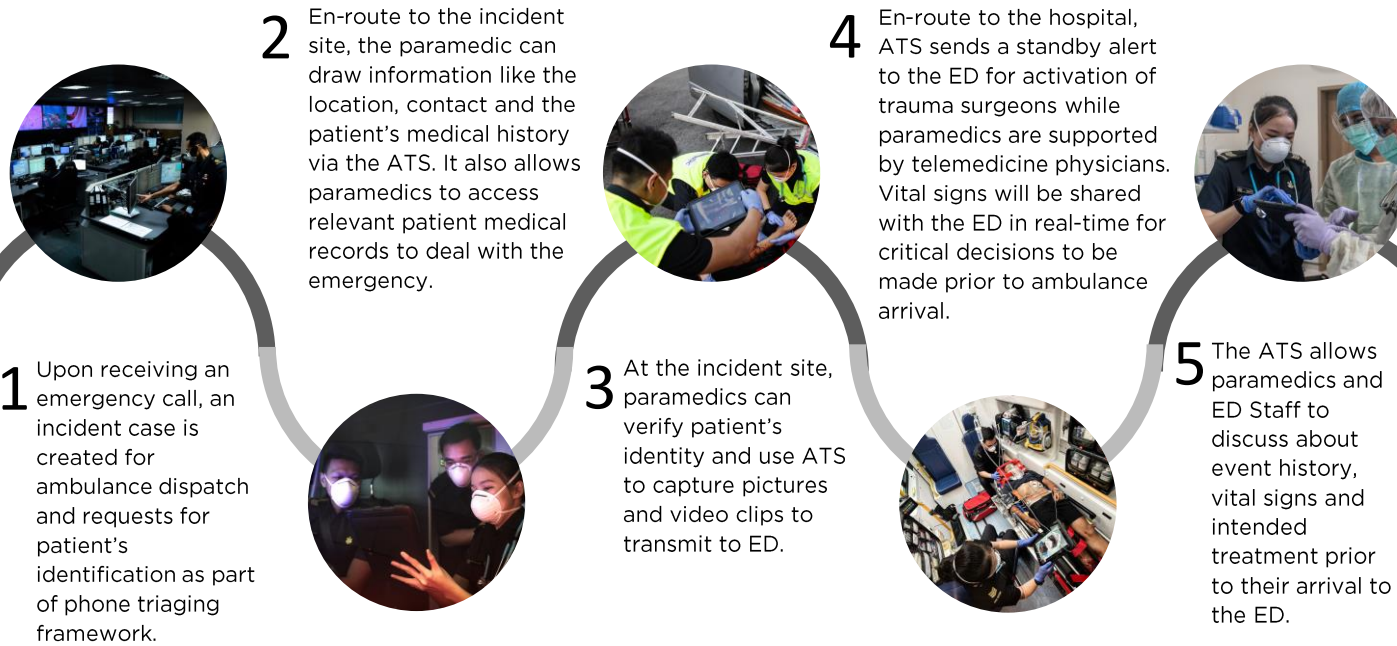 1
Upon receiving an
emergency call, an
incident case is
created for
ambulance dispatch
and requests for
patient's
identification as part
of phone triaging
framework.
2
En-route to the incident
site, the paramedic can
draw information like the
location, contact and the
patient's medical history
via the ATS. It also allows
paramedics to access
relevant patient medical
records to deal with the
emergency.
3
At the incident site,
paramedics can
verify patient's
identity and use ATS
to capture pictures
and video clips to
transmit to ED.
4
En-route to the hospital,
ATS sends a standby alert
to the ED for activation of
trauma surgeons while
paramedics are supported
by telemedicine physicians.
Vital signs will be shared
with the ED in real-time for
critical decisions to be
made prior to ambulance
arrival.
5
The ATS allows
paramedics and
ED Staff to
discuss about
event history,
vital signs and
intended
treatment prior
to their arrival to
the ED.